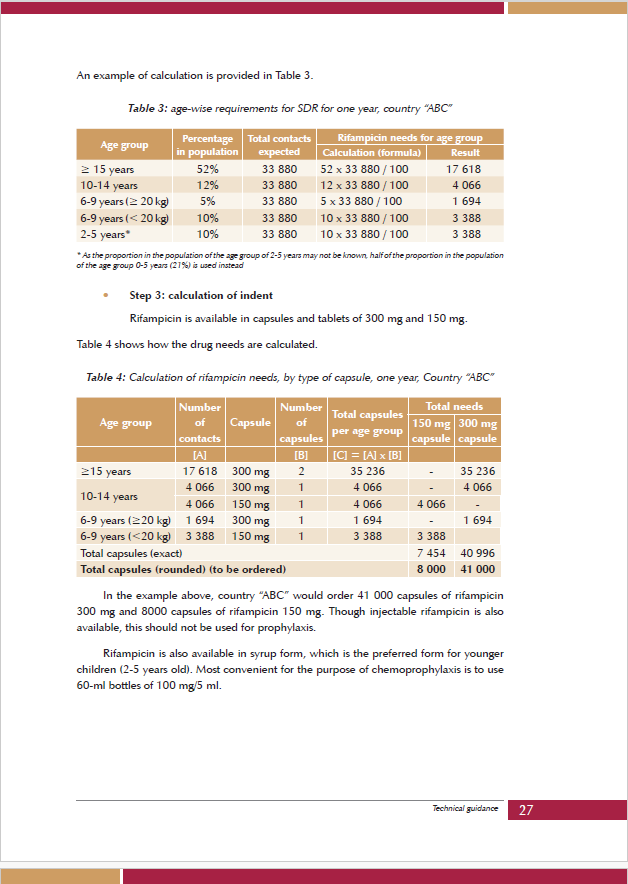 An example of calculation is provided in Table 3.
Table 3: age-wise requirements for SDR for one year, country “ABC”
Age group Percentage in population Total contacts expected Rifampicin needs for age group
Calculation (formula) Result
≥ 15 years 52% 33 880 52 x 33 880 / 100 17 618
10-14 years 12% 33 880 12 x 33 880 / 100 4 066
6-9 years (≥ 20 kg) 5% 33 880 5 x 33 880 / 100 1 694
6-9 years (< 20 kg) 10% 33 880 10 x 33 880 / 100 3 388
2-5 years* 10% 33 880 10 x 33 880 / 100 3 388
* As the proportion in the population of the age group of 2-5 years may not be known, half of the proportion in the population
of the age group 0-5 years (21%) is used instead
• Step 3: calculation of indent
Rifampicin is available in capsules and tablets of 300 mg and 150 mg.
Table 4 shows how the drug needs are calculated.
Table 4: Calculation of rifampicin needs, by type of capsule, one year, Country “ABC”
Age group Number of contacts Capsule Number of capsules Total capsules per age group Total needs
150 mg capsule 300 mg capsule
[A] [B] [C] = [A] x [B]
≥15 years 17 618 300 mg 2 35 236 - 35 236
10-14 years 4 066 300 mg 1 4 066 - 4 066
4 066 150 mg 1 4 066 4 066 -
6-9 years (≥20 kg) 1 694 300 mg 1 1 694 - 1 694
6-9 years (<20 kg) 3 388 150 mg 1 3 388 3 388
Total capsules (exact) 7 454 40 996
Total capsules (rounded) (to be ordered) 8 000 41 000
In the example above, country “ABC” would order 41 000 capsules of rifampicin
300 mg and 8000 capsules of rifampicin 150 mg. Though injectable rifampicin is also
available, this should not be used for prophylaxis.
Rifampicin is also available in syrup form, which is the preferred form for younger
children (2-5 years old). Most convenient for the purpose of chemoprophylaxis is to use
60-ml bottles of 100 mg/5 ml.
Technical guidance 27